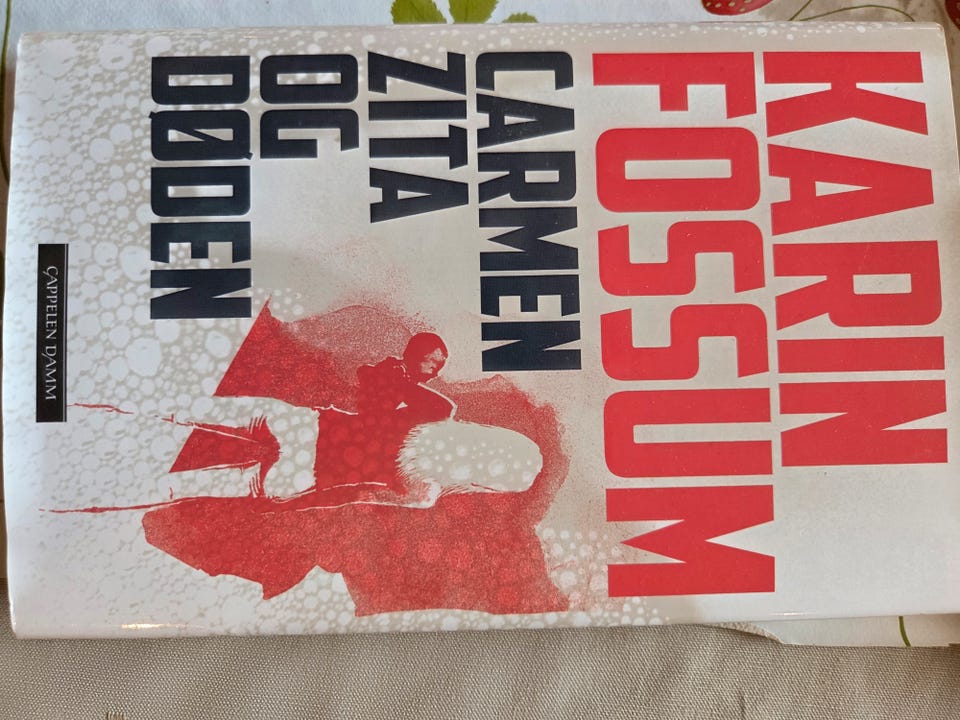 KARIN
FOSSUM
CARMEN
ZITA
OG
DØDEN
CAPPELEN DAMM